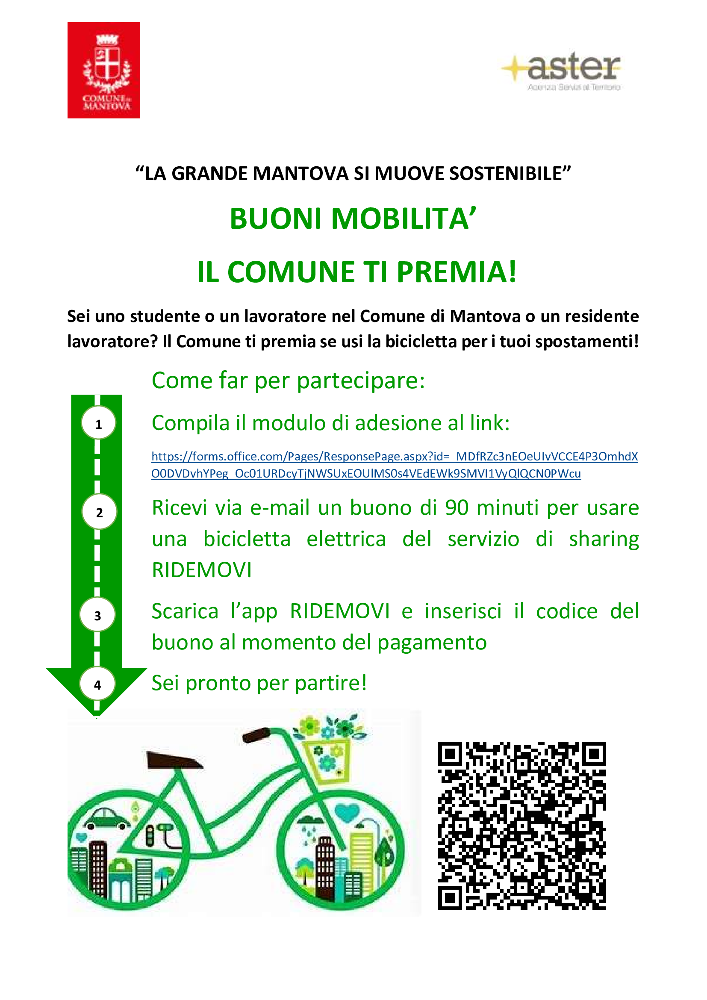 COMUNE DI
MANTOVA
aster
Agenzia Servizi al Territorio
“LA GRANDE MANTOVA SI MUOVE SOSTENIBILE”
BUONI MOBILITA’
IL COMUNE TI PREMIA!
Sei uno studente o un lavoratore nel Comune di Mantova o un residente
lavoratore? Il Comune ti premia se usi la bicicletta per i tuoi spostamenti!
Come far per partecipare:
1
Compila il modulo di adesione al link:
https://forms.office.com/Pages/ResponsePage.aspx?id=_MDfRZc3nEOeUIvVCCE4P3OmhdX
O0DVDvhYPeg_Oc01URDcyTjNWSUxEOUlMS0s4VEdEWk9SMVI1VyQlQCN0PWcu
2
Ricevi via e-mail un buono di 90 minuti per usare
una bicicletta elettrica del servizio di sharing
RIDEMOVI
3
Scarica l’app RIDEMOVI e inserisci il codice del
buono al momento del pagamento
4
Sei pronto per partire!